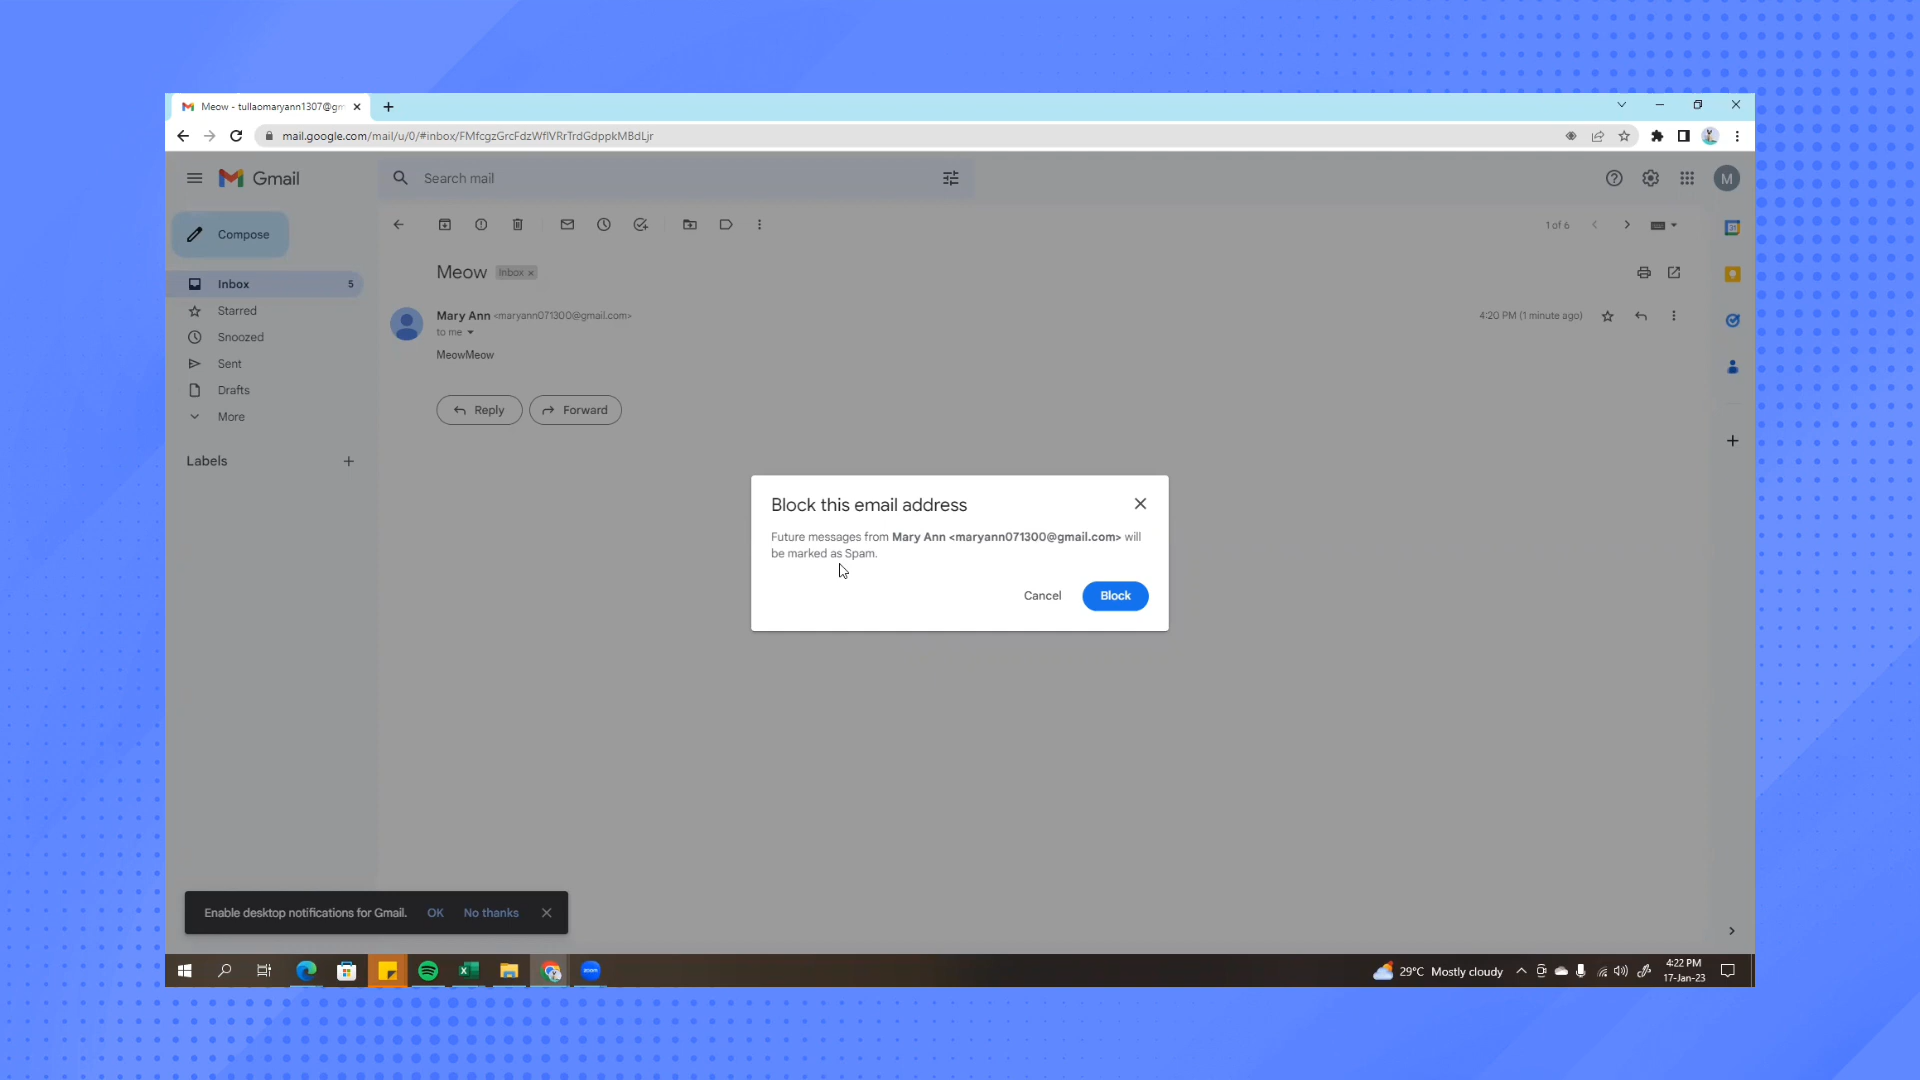 Meow - tullaomaryann1307@gm
mail.google.com/mail/u/0/#inbox/FMfcgzGrcFdzWflVRrTrdGdppkMBdLjr
Gmail
Search mail
M
Compose
1 of 6
Meow Inbox x
Inbox 5
Starred
Snoozed
Sent
Drafts
More
Labels
Mary Ann <maryann071300@gmail.com>
4:20 PM (1 minute ago)
to me
MeowMeow
Reply
Forward
Block this email address
Future messages from Mary Ann <maryann071300@gmail.com> will
be marked as Spam.
Cancel
Block
Enable desktop notifications for Gmail. OK No thanks
zoom
29°C Mostly cloudy
4:22 PM
17-Jan-23